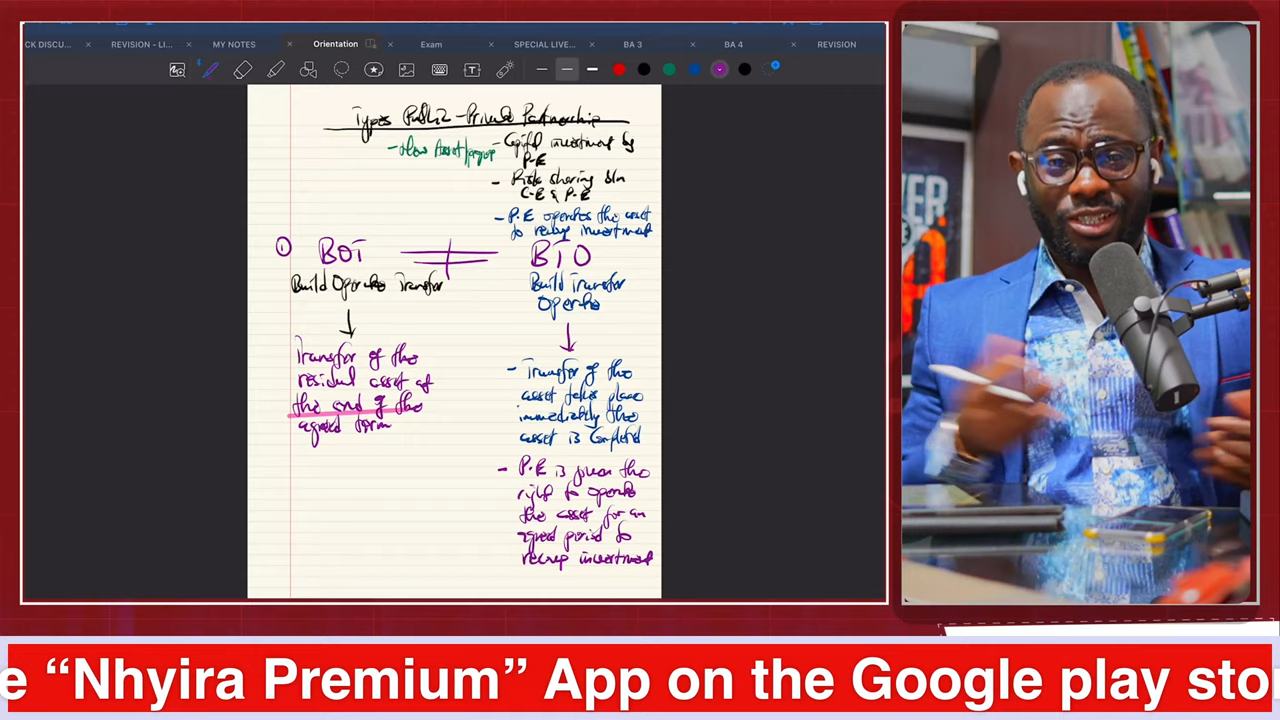 CK DISCU...
REVISION - LI...
MY NOTES
Orientation
Exam
SPECIAL LIVE...
BA 3
BA 4
REVISION
Types Public-Private Partnership
- New Asset/
- Capital investment by
P-E
- Risk sharing btn
C-E & P-E
- P.E operates the asset
to recoup investment
① BOT
BTO
Build Operate Transfer
Build Transfer
Operate
Transfer of the
residual asset at
the end of the
agreed term
- Transfer of the
asset takes place
immediately the
asset is Completed
- P.E is given the
right to operate
the asset for an
agreed period to
recoup investment
e “Nhyira Premium” App on the Google play sto